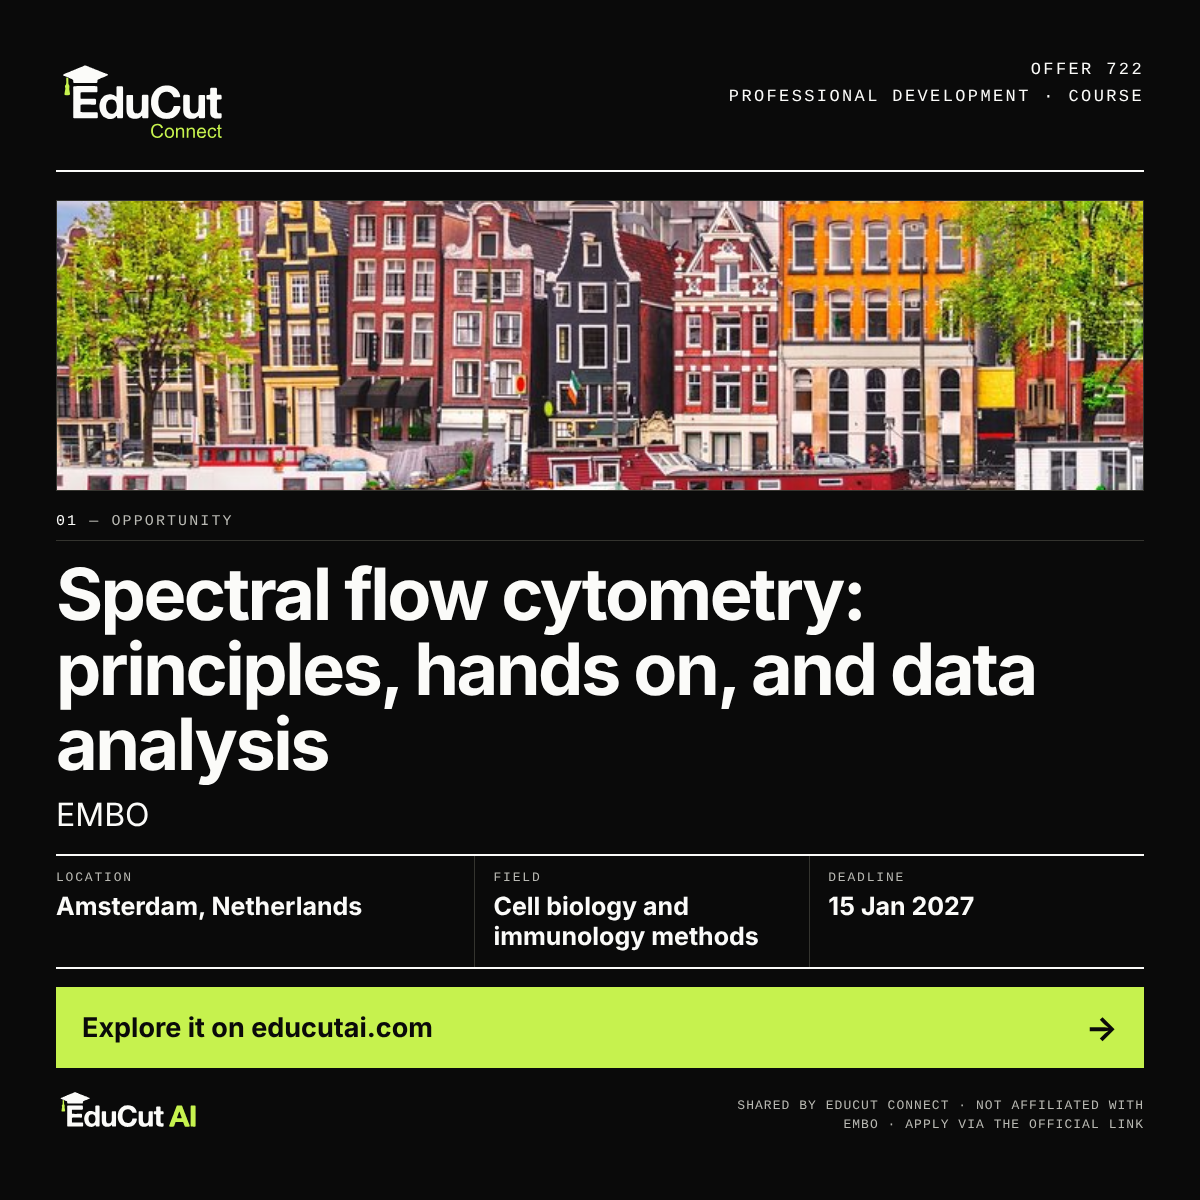 EduCut
Connect
OFFER 722
PROFESSIONAL DEVELOPMENT · COURSE
01 — OPPORTUNITY
Spectral flow cytometry:
principles, hands on, and data
analysis
EMBO
LOCATION
Amsterdam, Netherlands
FIELD
Cell biology and
immunology methods
DEADLINE
15 Jan 2027
Explore it on educutai.com →
EduCut AI
SHARED BY EDUCUT CONNECT · NOT AFFILIATED WITH
EMBO · APPLY VIA THE OFFICIAL LINK